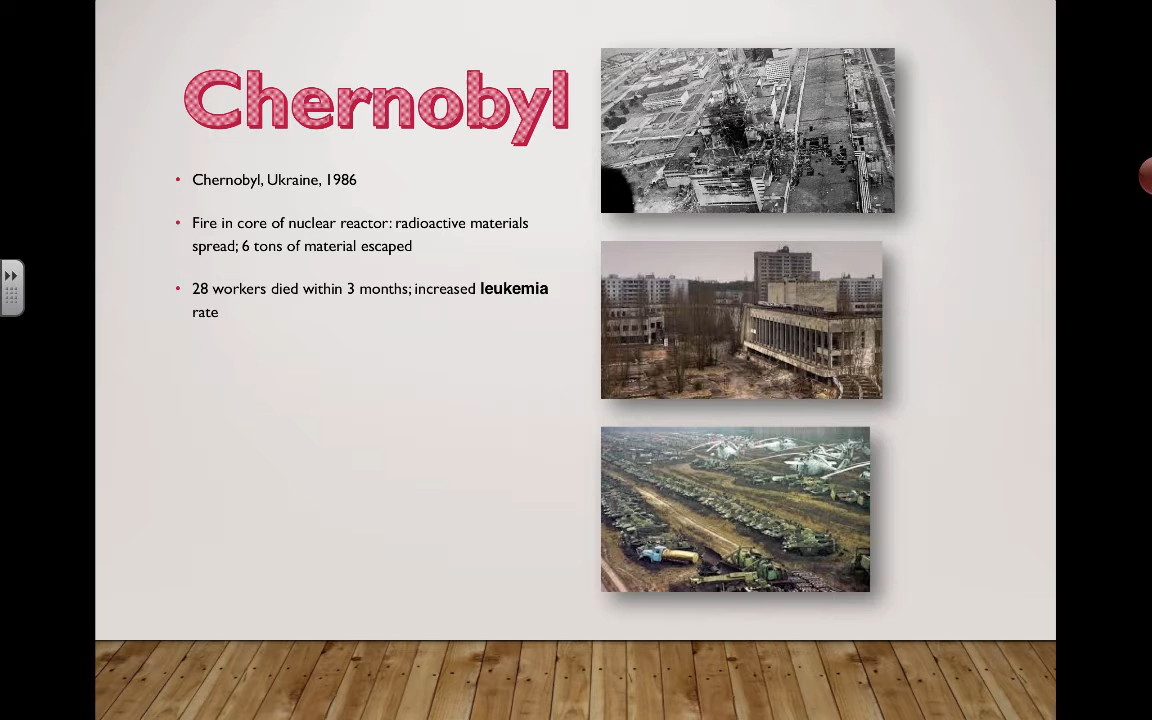 Chernobyl
• Chernobyl, Ukraine, 1986
• Fire in core of nuclear reactor: radioactive materials
spread; 6 tons of material escaped
• 28 workers died within 3 months; increased leukemia
rate